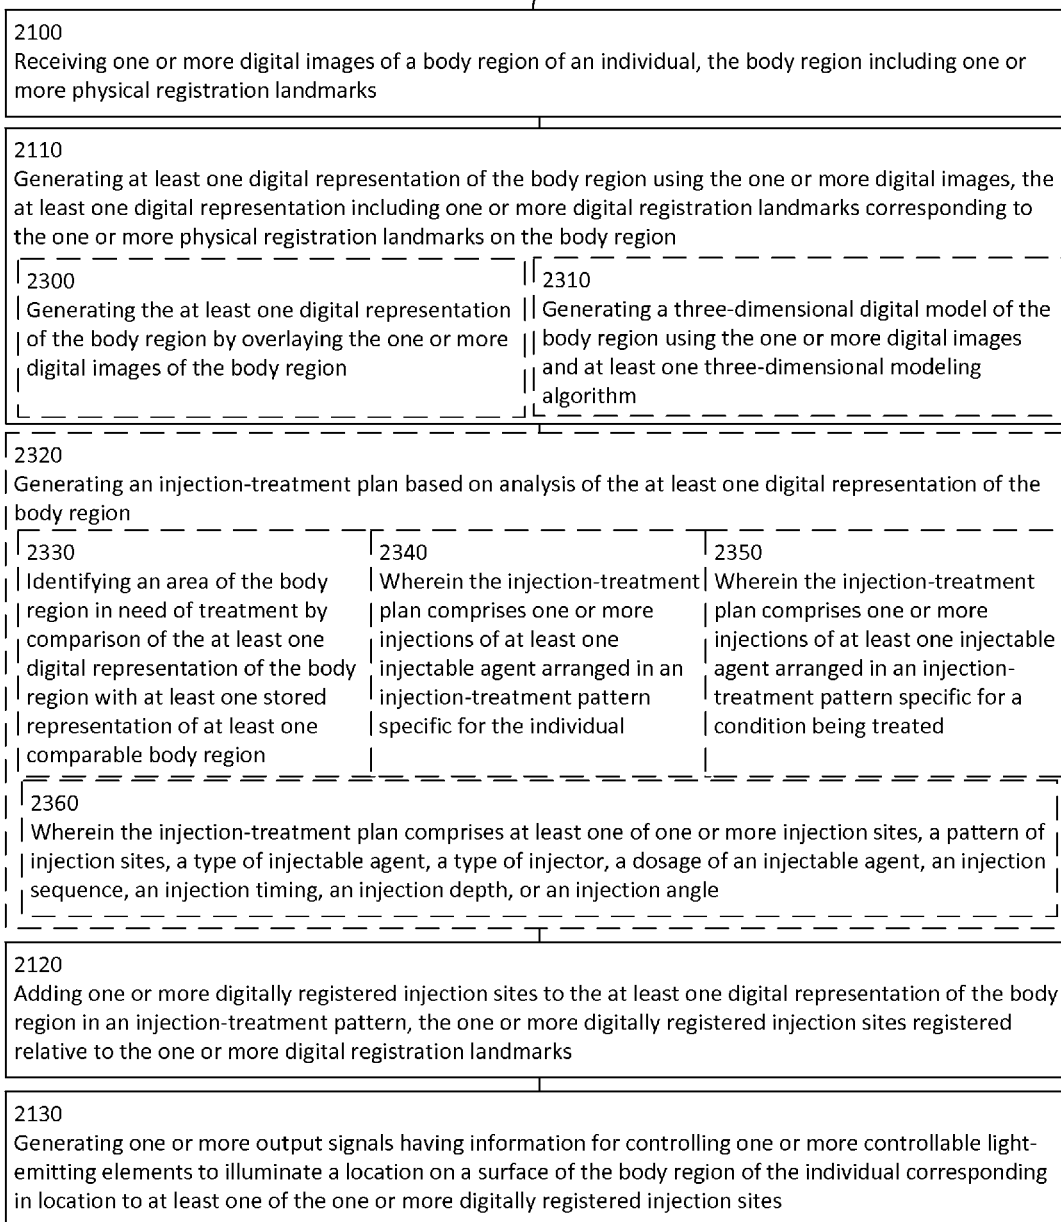 2100
Receiving one or more digital images of a body region of an individual, the body region including one or
more physical registration landmarks
2110
Generating at least one digital representation of the body region using the one or more digital images, the
at least one digital representation including one or more digital registration landmarks corresponding to
the one or more physical registration landmarks on the body region
2300
Generating the at least one digital representation
of the body region by overlaying the one or more
digital images of the body region
2310
Generating a three-dimensional digital model of the
body region using the one or more digital images
and at least one three-dimensional modeling
algorithm
2320
Generating an injection-treatment plan based on analysis of the at least one digital representation of the
body region
2330
Identifying an area of the body
region in need of treatment by
comparison of the at least one
digital representation of the body
region with at least one stored
representation of at least one
comparable body region
2340
Wherein the injection-treatment
plan comprises one or more
injections of at least one
injectable agent arranged in an
injection-treatment pattern
specific for the individual
2350
Wherein the injection-treatment
plan comprises one or more
injections of at least one injectable
agent arranged in an injection-
treatment pattern specific for a
condition being treated
2360
Wherein the injection-treatment plan comprises at least one of one or more injection sites, a pattern of
injection sites, a type of injectable agent, a type of injector, a dosage of an injectable agent, an injection
sequence, an injection timing, an injection depth, or an injection angle
2120
Adding one or more digitally registered injection sites to the at least one digital representation of the body
region in an injection-treatment pattern, the one or more digitally registered injection sites registered
relative to the one or more digital registration landmarks
2130
Generating one or more output signals having information for controlling one or more controllable light-
emitting elements to illuminate a location on a surface of the body region of the individual corresponding
in location to at least one of the one or more digitally registered injection sites